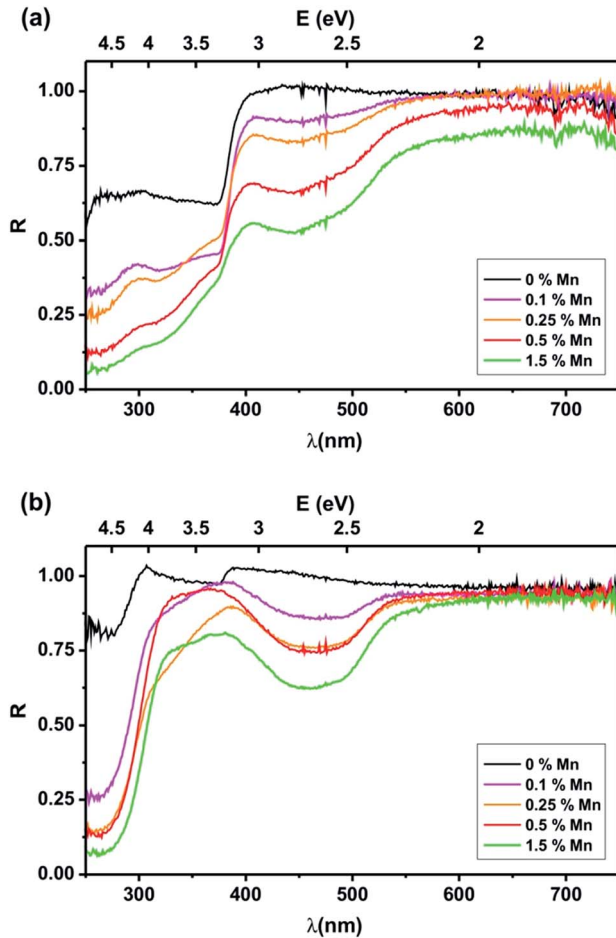 (a)
E (eV)
4.5 4 3.5 3 2.5 2
1.00
0.75
0.50
0.25
0.00
R
0 % Mn
0.1 % Mn
0.25 % Mn
0.5 % Mn
1.5 % Mn
300 400 500 600 700
λ(nm)
(b)
E (eV)
4.5 4 3.5 3 2.5 2
1.00
0.75
0.50
0.25
0.00
R
0 % Mn
0.1 % Mn
0.25 % Mn
0.5 % Mn
1.5 % Mn
300 400 500 600 700
λ(nm)